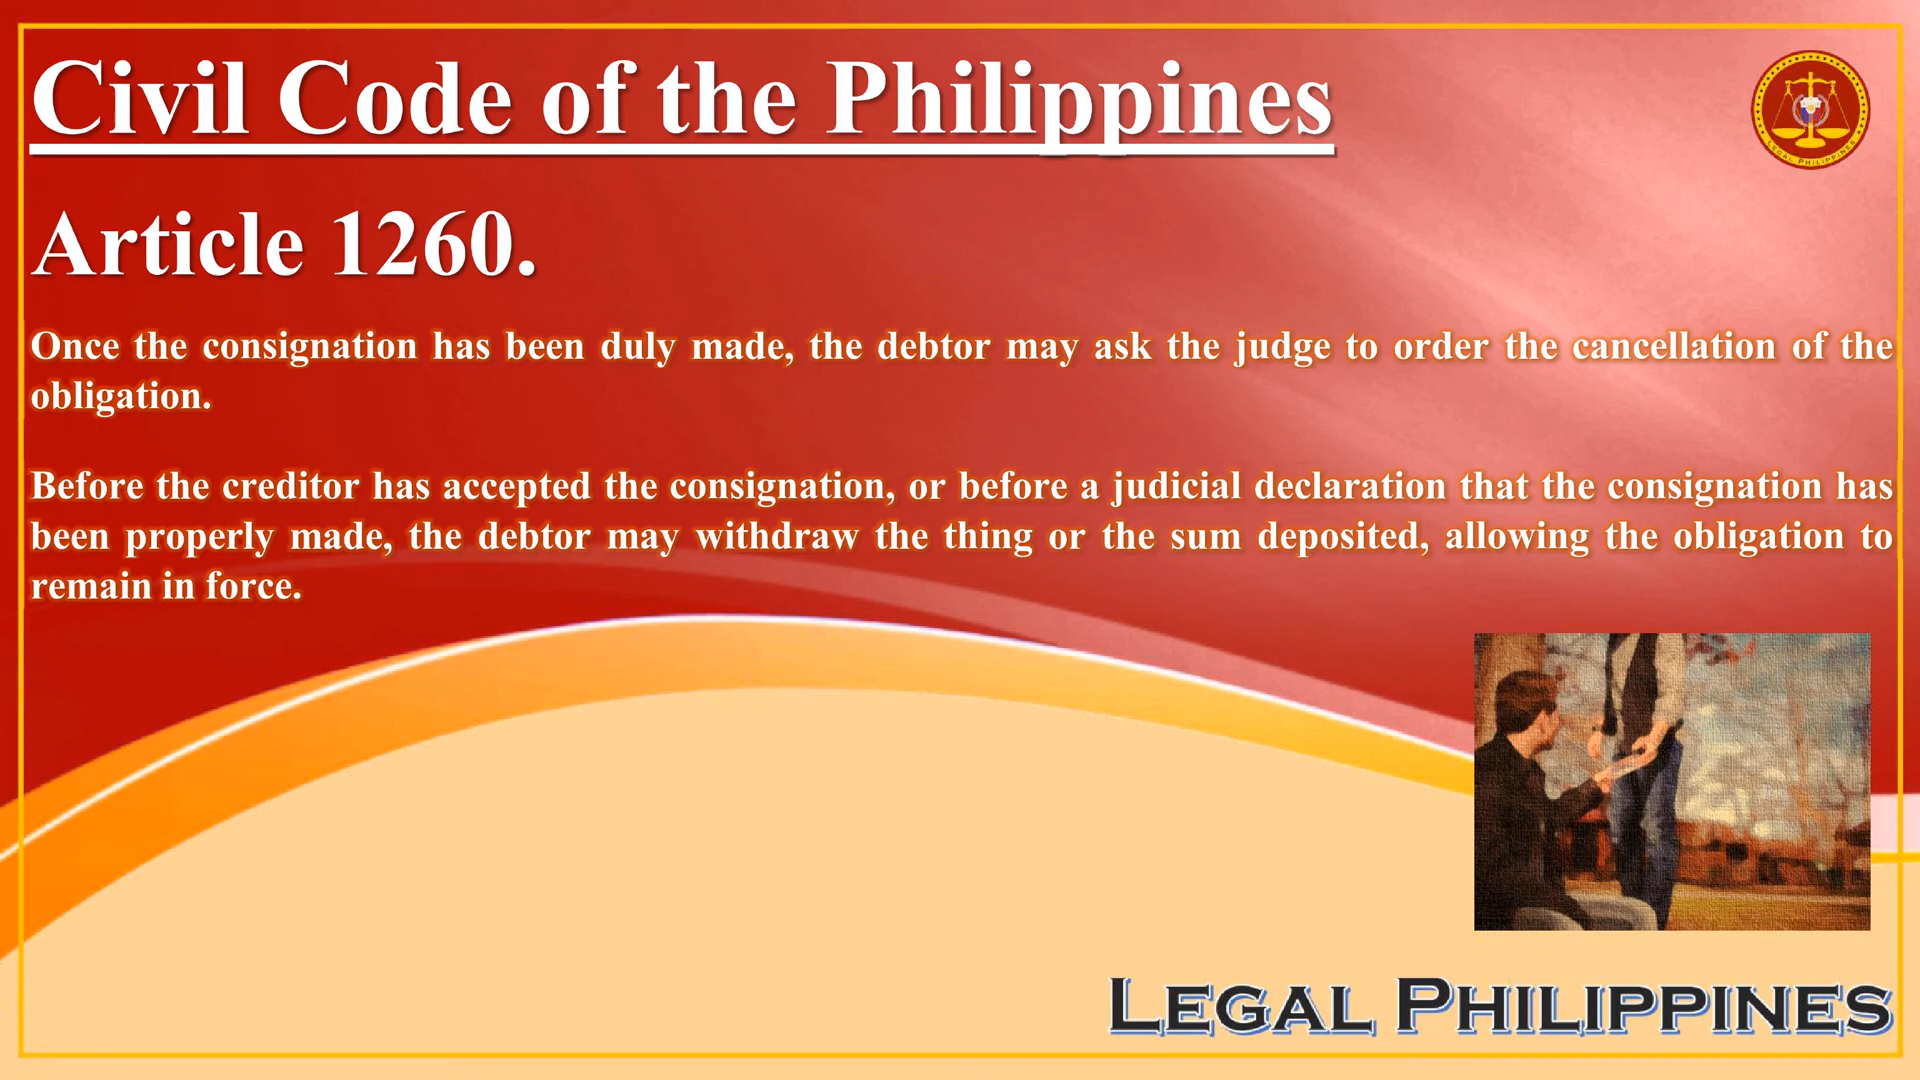 Civil Code of the Philippines
LEGAL PHILIPPINES
Article 1260.
Once the consignation has been duly made, the debtor may ask the judge to order the cancellation of the
obligation.
Before the creditor has accepted the consignation, or before a judicial declaration that the consignation has
been properly made, the debtor may withdraw the thing or the sum deposited, allowing the obligation to
remain in force.
LEGAL PHILIPPINES